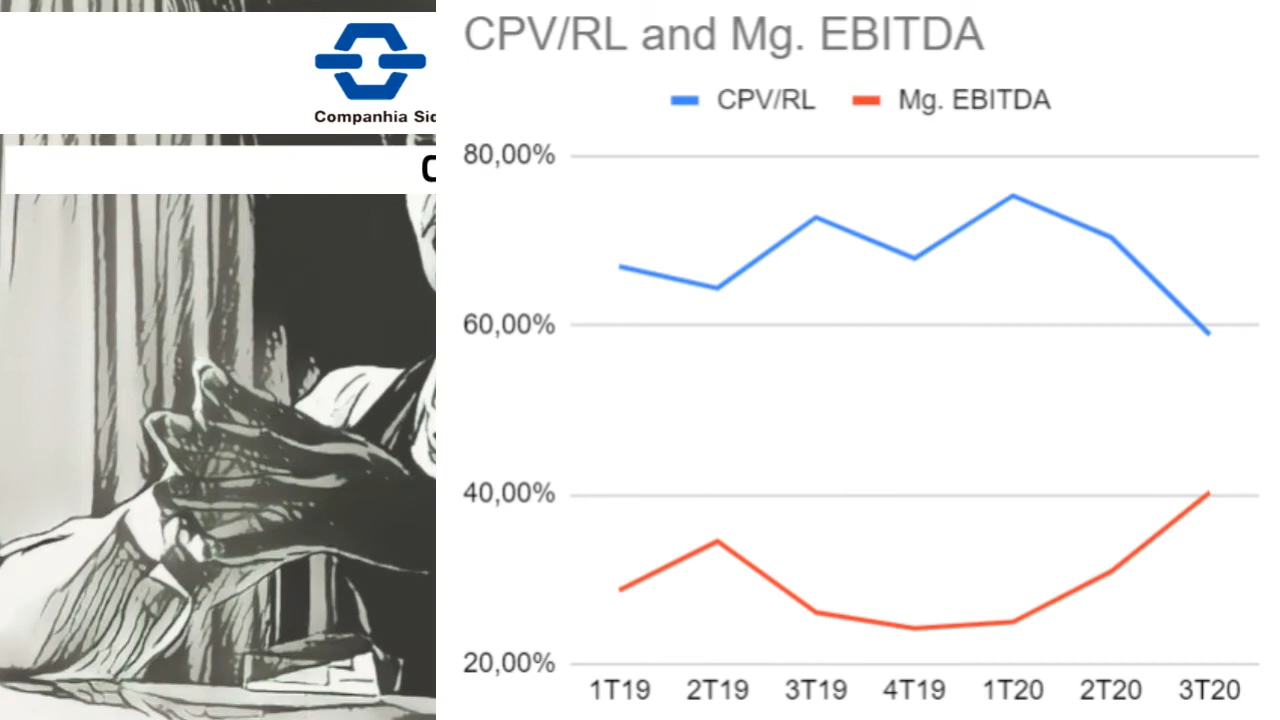 Companhia
CPV/RL and Mg. EBITDA
CPV/RL
Mg. EBITDA
80,00%
60,00%
40,00%
20,00%
1T19 2T19 3T19 4T19 1T20 2T20 3T20